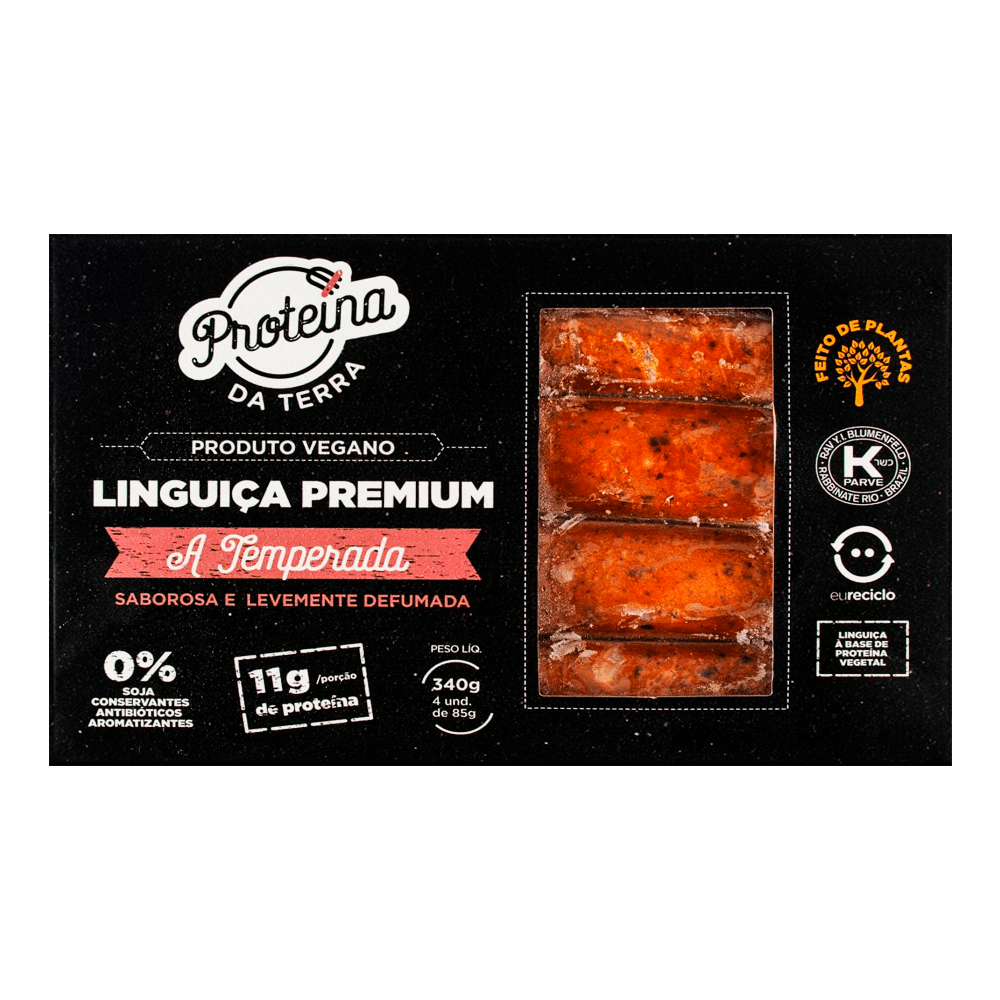 Proteína
DA TERRA
PRODUTO VEGANO
LINGUIÇA PREMIUM
A Temperada
SABOROSA E LEVEMENTE DEFUMADA
0%
SOJA
CONSERVANTES
ANTIBIÓTICOS
AROMATIZANTES
11g /porção
de proteína
PESO LÍQ.
340g
4 und.
de 85g
FEITO DE PLANTAS
RAV Y.I. BLUMENFELD
K כשר
PARVE
RABBINATE RIO - BRAZIL
eureciclo
LINGUIÇA
À BASE DE
PROTEÍNA
VEGETAL